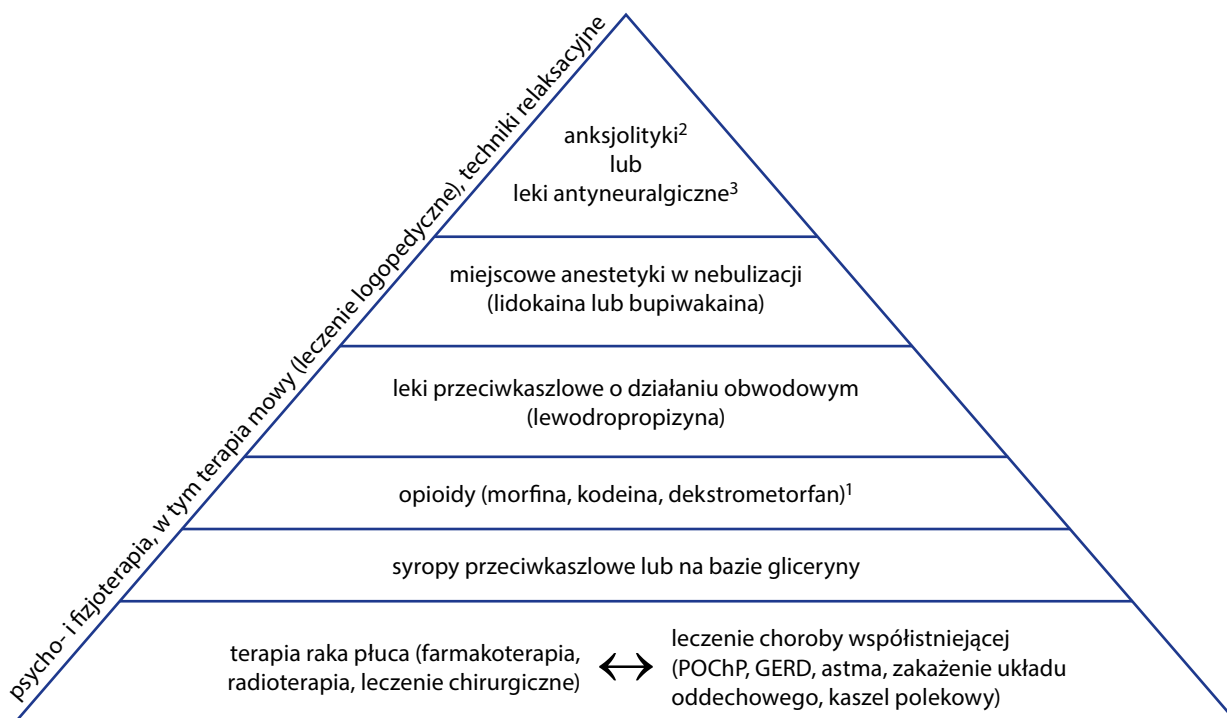 psycho- i fizjoterapia, w tym terapia mowy (leczenie logopedyczne), techniki relaksacyjne
anksjolityki²
lub
leki antyneuralgiczne³
miejscowe anestetyki w nebulizacji
(lidokaina lub bupiwakaina)
leki przeciwkaszlowe o działaniu obwodowym
(lewodropropizyna)
opioidy (morfina, kodeina, dekstrometorfan)¹
syropy przeciwkaszlowe lub na bazie gliceryny
terapia raka płuca (farmakoterapia,
radioterapia, leczenie chirurgiczne)
leczenie choroby współistniejącej
(POChP, GERD, astma, zakażenie układu
oddechowego, kaszel polekowy)